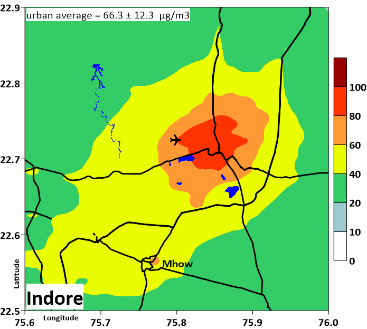 urban average = 66.3 ± 12.3 µg/m3
22.9
22.8
22.7
22.6
22.5
Latitude
Mhow
Indore
75.6 75.7 75.8 75.9 76.0
Longitude
100
80
60
40
20
10
0